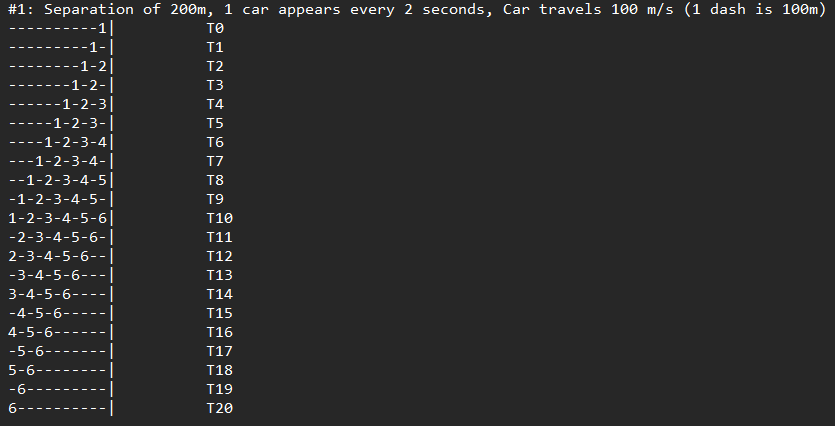 #1: Separation of 200m, 1 car appears every 2 seconds, Car travels 100 m/s (1 dash is 100m)
----------1|          T0
---------1-|          T1
--------1-2|          T2
-------1-2-|          T3
------1-2-3|          T4
-----1-2-3-|          T5
----1-2-3-4|          T6
---1-2-3-4-|          T7
--1-2-3-4-5|          T8
-1-2-3-4-5-|          T9
1-2-3-4-5-6|          T10
-2-3-4-5-6-|          T11
2-3-4-5-6--|          T12
-3-4-5-6---|          T13
3-4-5-6----|          T14
-4-5-6-----|          T15
4-5-6------|          T16
-5-6-------|          T17
5-6--------|          T18
-6---------|          T19
6----------|          T20